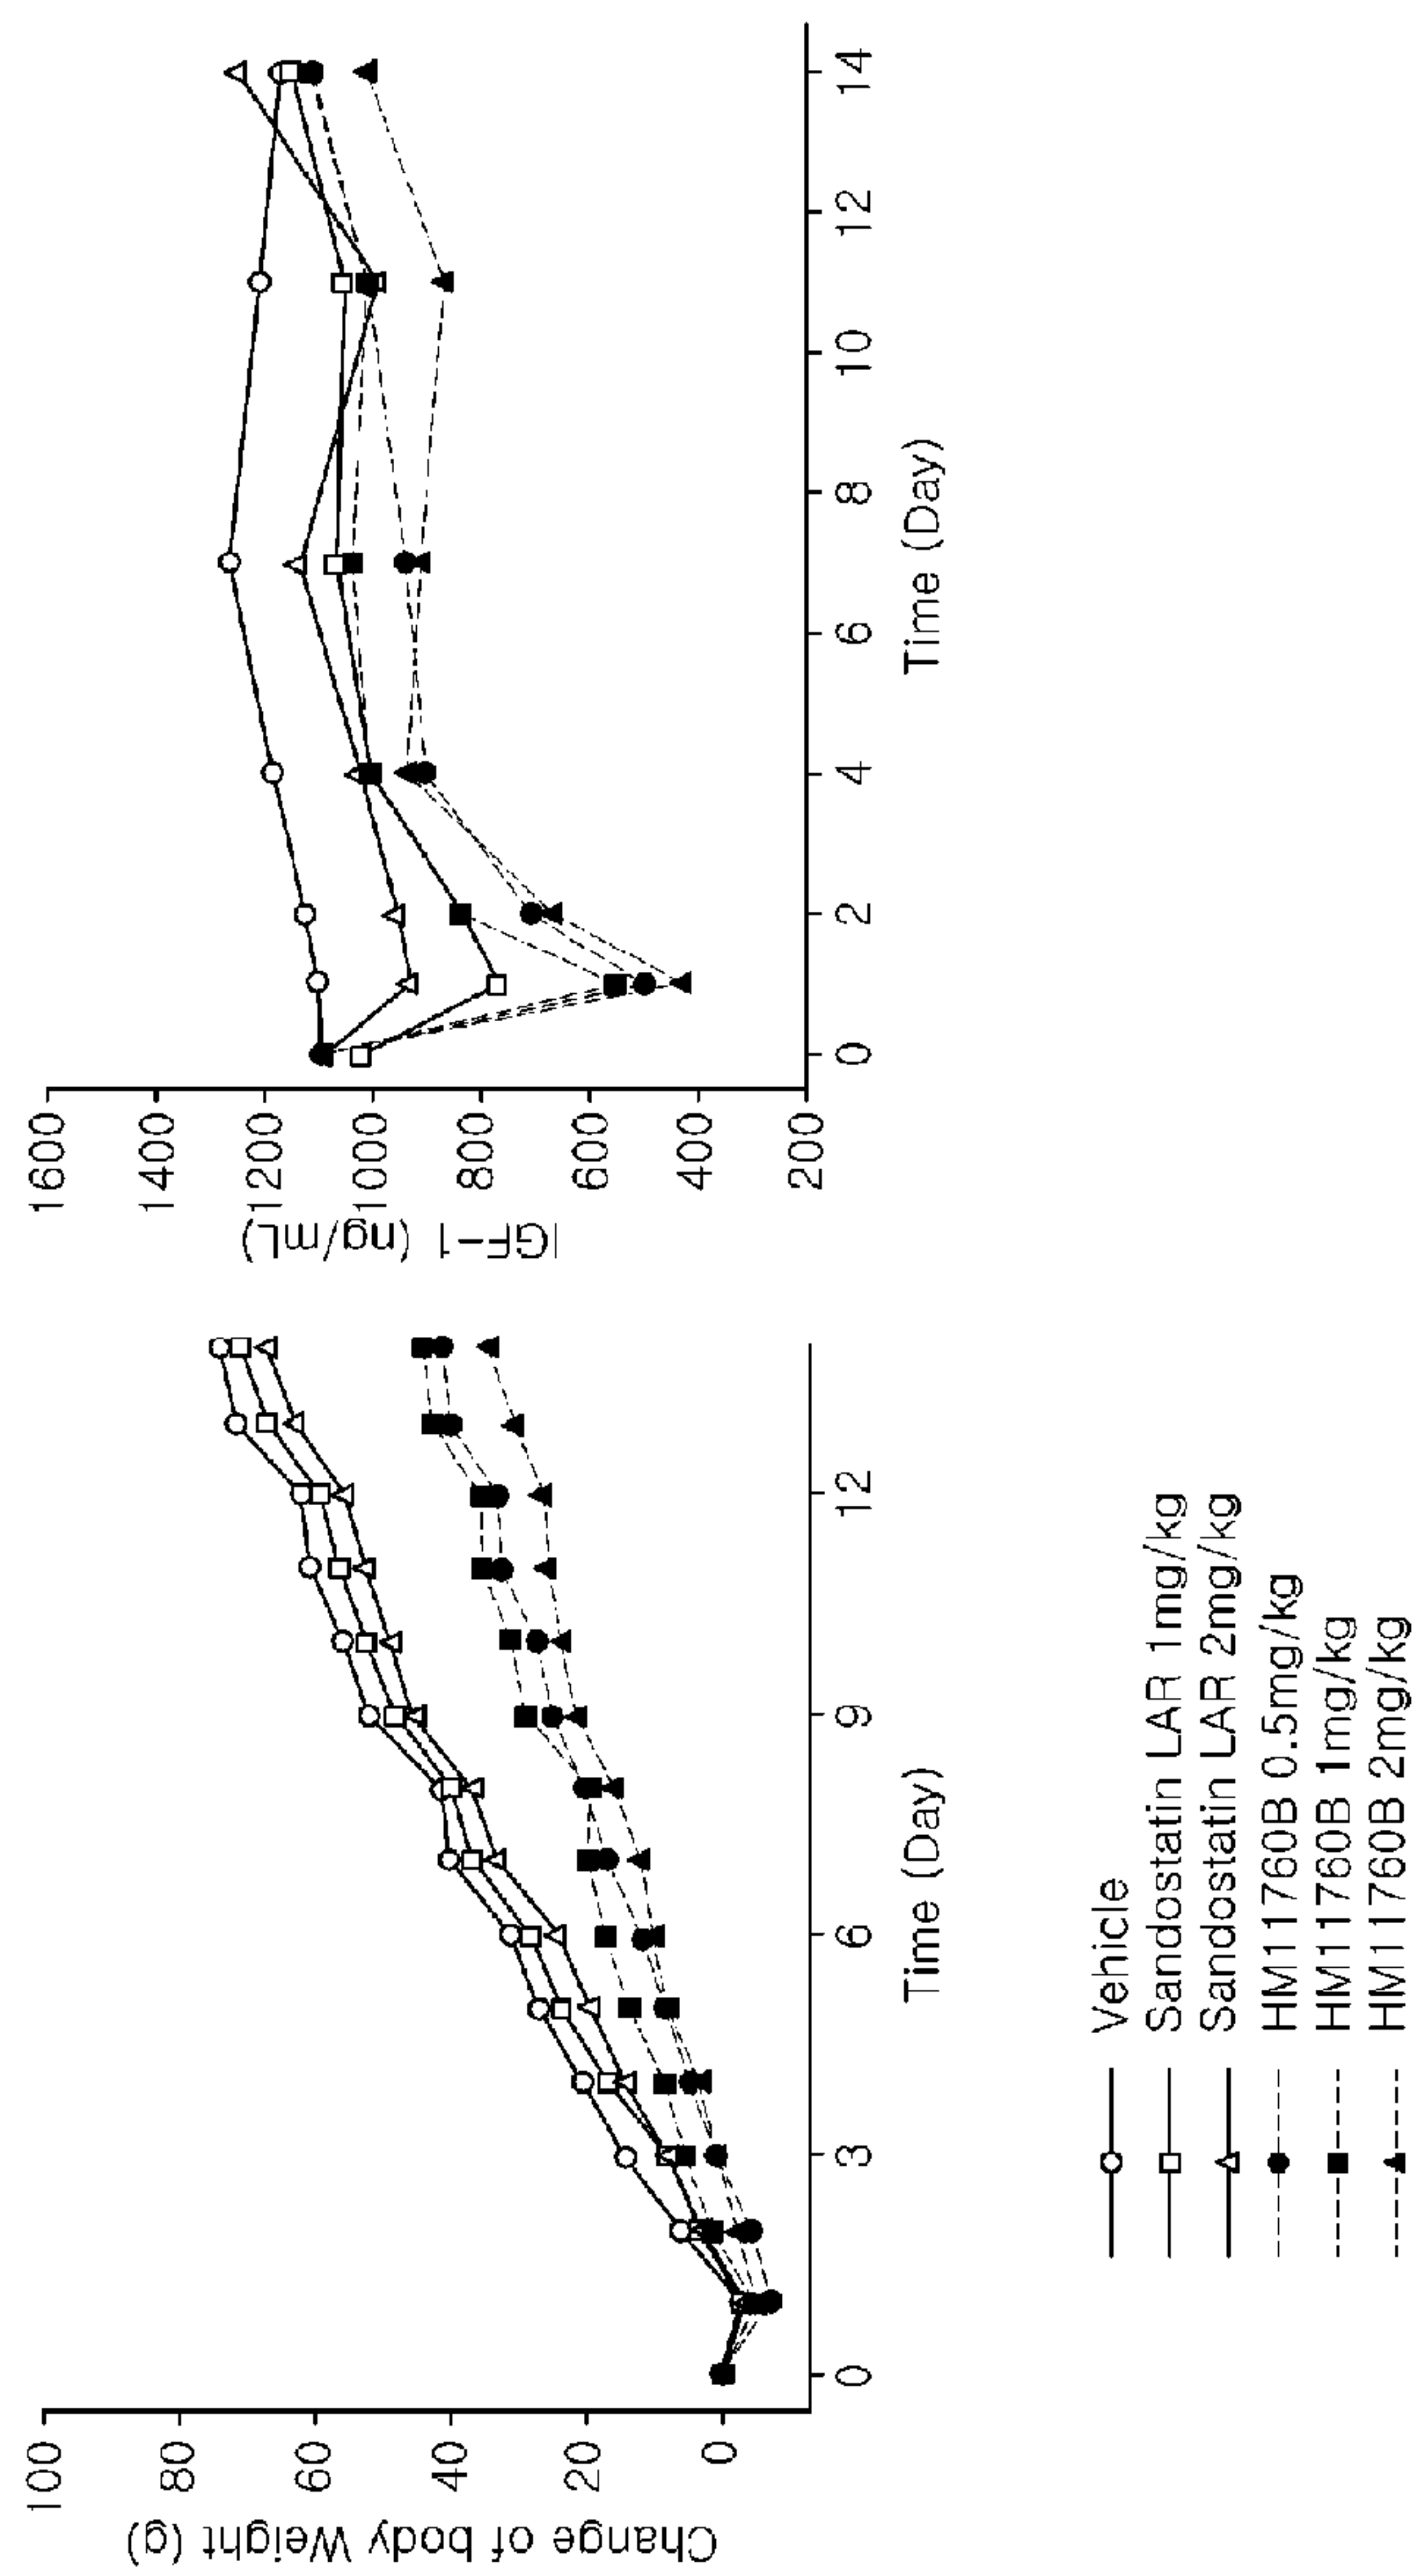 Change of body Weight (g)
100
80
60
40
20
0
0
3
6
9
12
Time (Day)
IGF-1 (ng/mL)
1600
1400
1200
1000
800
600
400
200
0
2
4
6
8
10
12
14
Time (Day)
Vehicle
Sandostatin LAR 1mg/kg
Sandostatin LAR 2mg/kg
HM11760B 0.5mg/kg
HM11760B 1mg/kg
HM11760B 2mg/kg